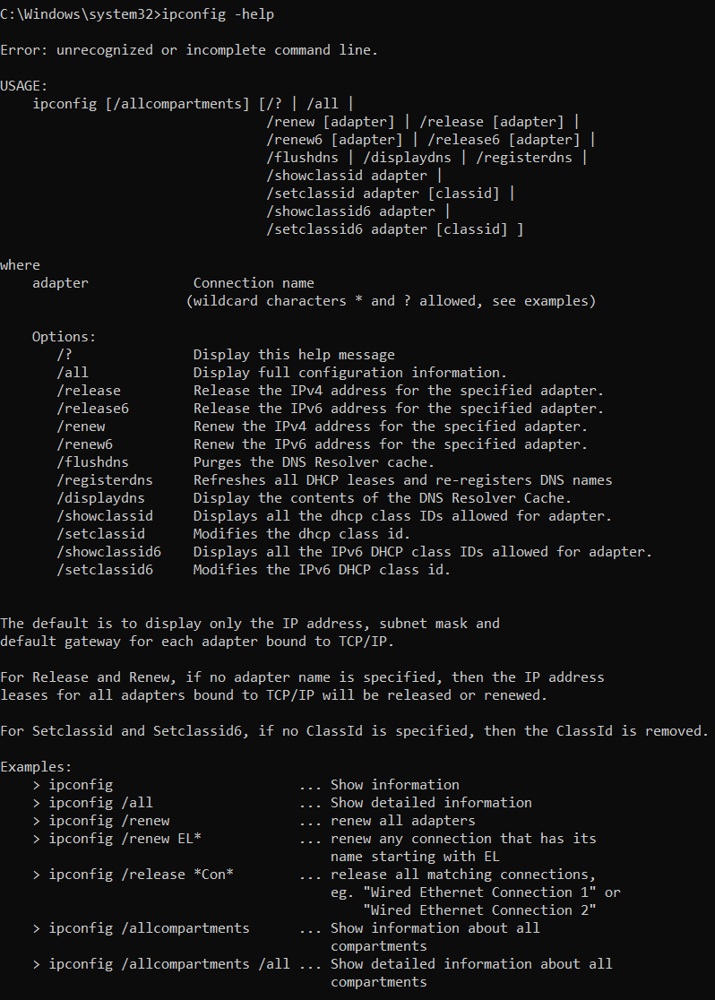 C:\Windows\system32>ipconfig -help
Error: unrecognized or incomplete command line.
USAGE:
    ipconfig [/allcompartments] [/? | /all |
                                 /renew [adapter] | /release [adapter] |
                                 /renew6 [adapter] | /release6 [adapter] |
                                 /flushdns | /displaydns | /registerdns |
                                 /showclassid adapter |
                                 /setclassid adapter [classid] |
                                 /showclassid6 adapter |
                                 /setclassid6 adapter [classid] ]
where
    adapter             Connection name
                       (wildcard characters * and ? allowed, see examples)
    Options:
       /?               Display this help message
       /all             Display full configuration information.
       /release         Release the IPv4 address for the specified adapter.
       /release6        Release the IPv6 address for the specified adapter.
       /renew           Renew the IPv4 address for the specified adapter.
       /renew6          Renew the IPv6 address for the specified adapter.
       /flushdns        Purges the DNS Resolver cache.
       /registerdns     Refreshes all DHCP leases and re-registers DNS names
       /displaydns      Display the contents of the DNS Resolver Cache.
       /showclassid     Displays all the dhcp class IDs allowed for adapter.
       /setclassid      Modifies the dhcp class id.
       /showclassid6    Displays all the IPv6 DHCP class IDs allowed for adapter.
       /setclassid6     Modifies the IPv6 DHCP class id.
The default is to display only the IP address, subnet mask and
default gateway for each adapter bound to TCP/IP.
For Release and Renew, if no adapter name is specified, then the IP address
leases for all adapters bound to TCP/IP will be released or renewed.
For Setclassid and Setclassid6, if no ClassId is specified, then the ClassId is removed.
Examples:
    > ipconfig                       ... Show information
    > ipconfig /all                  ... Show detailed information
    > ipconfig /renew                ... renew all adapters
    > ipconfig /renew EL*            ... renew any connection that has its
                                         name starting with EL
    > ipconfig /release *Con*        ... release all matching connections,
                                         eg. "Wired Ethernet Connection 1" or
                                             "Wired Ethernet Connection 2"
    > ipconfig /allcompartments      ... Show information about all
                                         compartments
    > ipconfig /allcompartments /all ... Show detailed information about all
                                         compartments